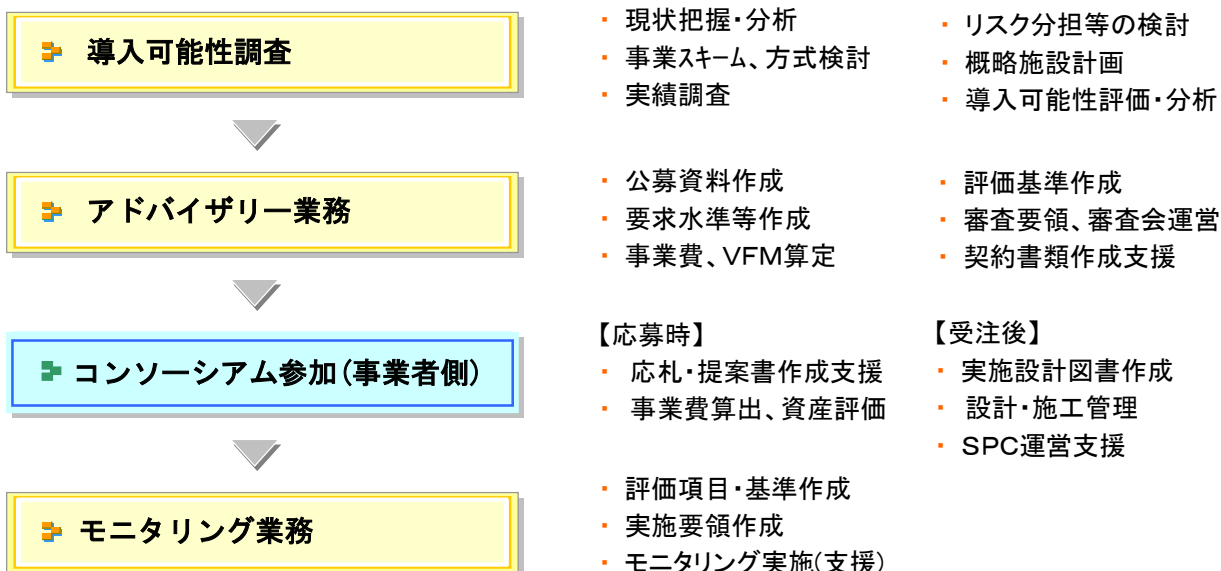 導入可能性調査
・ 現状把握・分析
・ 事業スキーム、方式検討
・ 実績調査
・ リスク分担等の検討
・ 概略施設計画
・ 導入可能性評価・分析
アドバイザリー業務
・ 公募資料作成
・ 要求水準等作成
・ 事業費、VFM算定
・ 評価基準作成
・ 審査要領、審査会運営
・ 契約書類作成支援
コンソーシアム参加(事業者側)
【応募時】
・ 応札・提案書作成支援
・ 事業費算出、資産評価
【受注後】
・ 実施設計図書作成
・ 設計・施工管理
・ SPC運営支援
モニタリング業務
・ 評価項目・基準作成
・ 実施要領作成
・ モニタリング実施(支援)